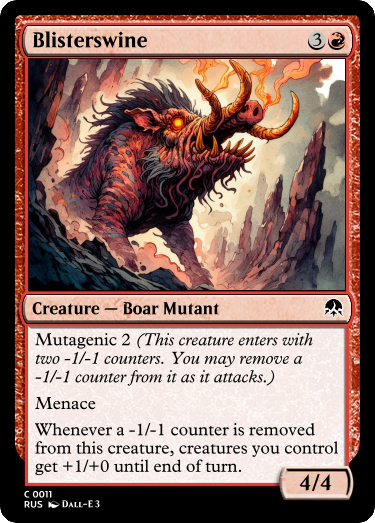 Blisterswine 3
Creature — Boar Mutant
Mutagenic 2 (This creature enters with
two -1/-1 counters. You may remove a
-1/-1 counter from it as it attacks.)
Menace
Whenever a -1/-1 counter is removed
from this creature, creatures you control
get +1/+0 until end of turn.
4/4
C 0011
RUS DALL-E 3